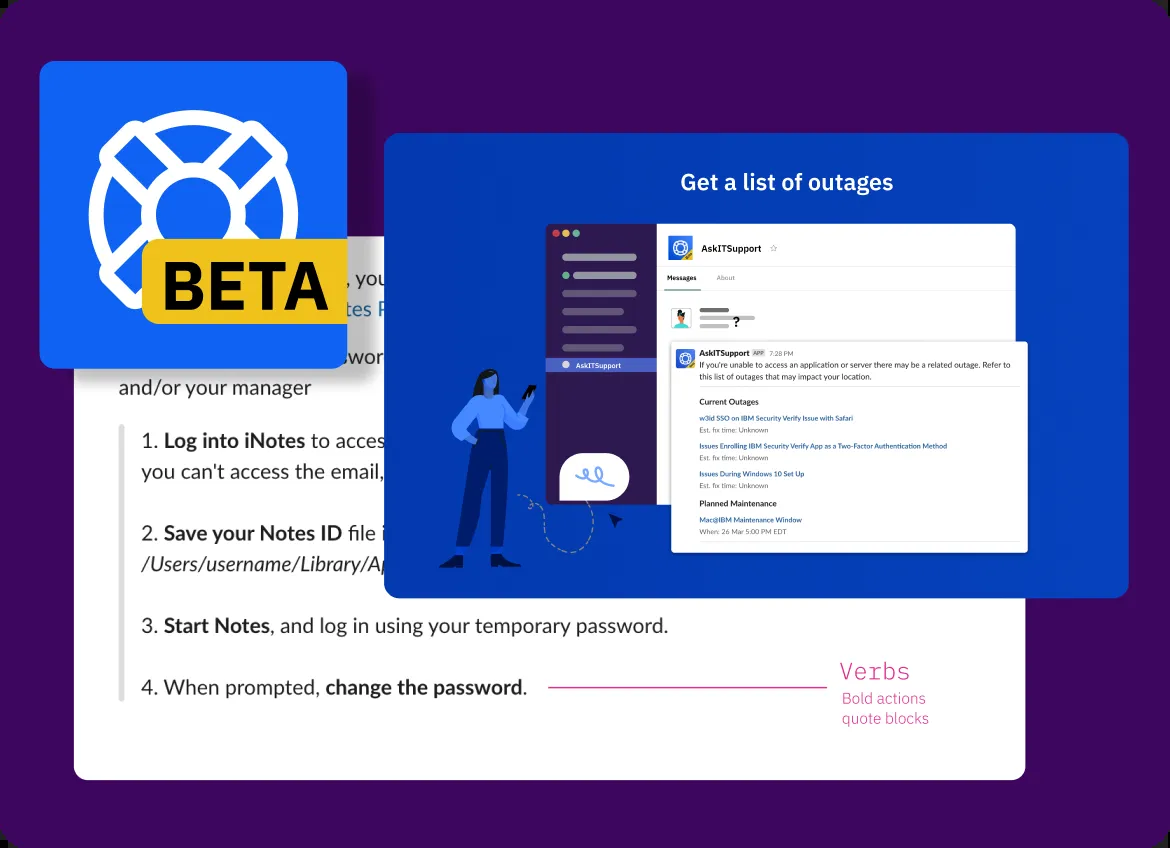 BETA
, you
tes P
swor
and/or your manager
1. Log into iNotes to acces
you can't access the email,
2. Save your Notes ID file i
/Users/username/Library/Ap
3. Start Notes, and log in using your temporary password.
4. When prompted, change the password.
Verbs
Bold actions
quote blocks
Get a list of outages
AskITSupport
Messages About
?
AskITSupport
AskITSupport APP 7:28 PM
If you're unable to access an application or server there may be a related outage. Refer to
this list of outages that may impact your location.
Current Outages
w3id SSO on IBM Security Verify Issue with Safari
Est. fix time: Unknown
Issues Enrolling IBM Security Verify App as a Two-Factor Authentication Method
Est. fix time: Unknown
Issues During Windows 10 Set Up
Est. fix time: Unknown
Planned Maintenance
Mac@IBM Maintenance Window
When: 26 Mar 5:00 PM EDT